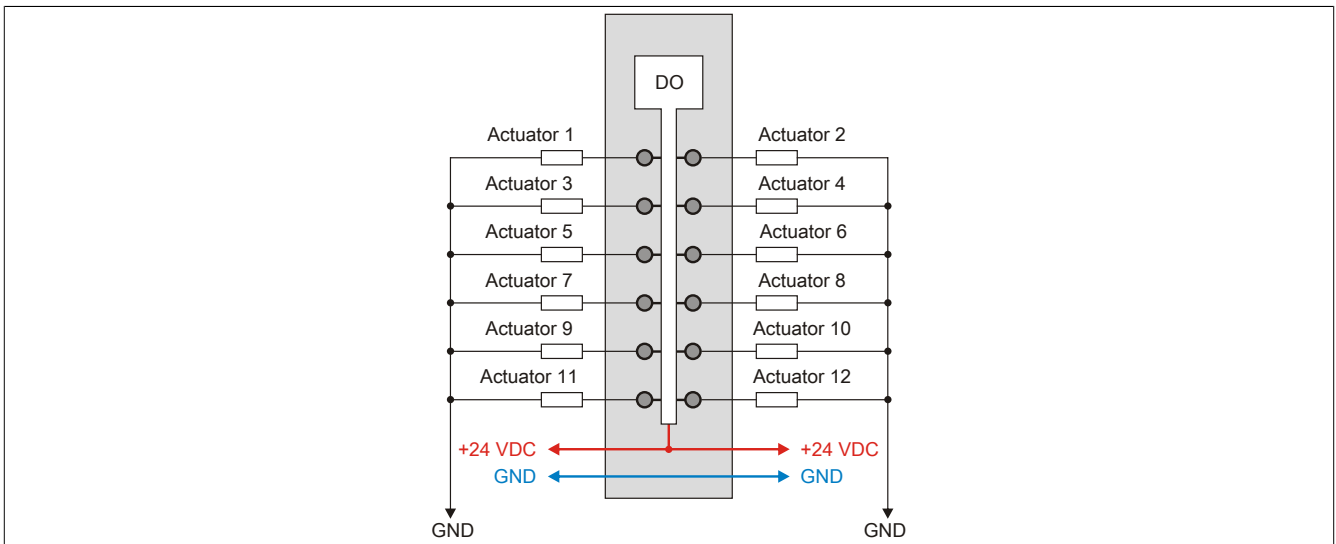 DO
Actuator 1
Actuator 2
Actuator 3
Actuator 4
Actuator 5
Actuator 6
Actuator 7
Actuator 8
Actuator 9
Actuator 10
Actuator 11
Actuator 12
+24 VDC
+24 VDC
GND
GND
GND
GND